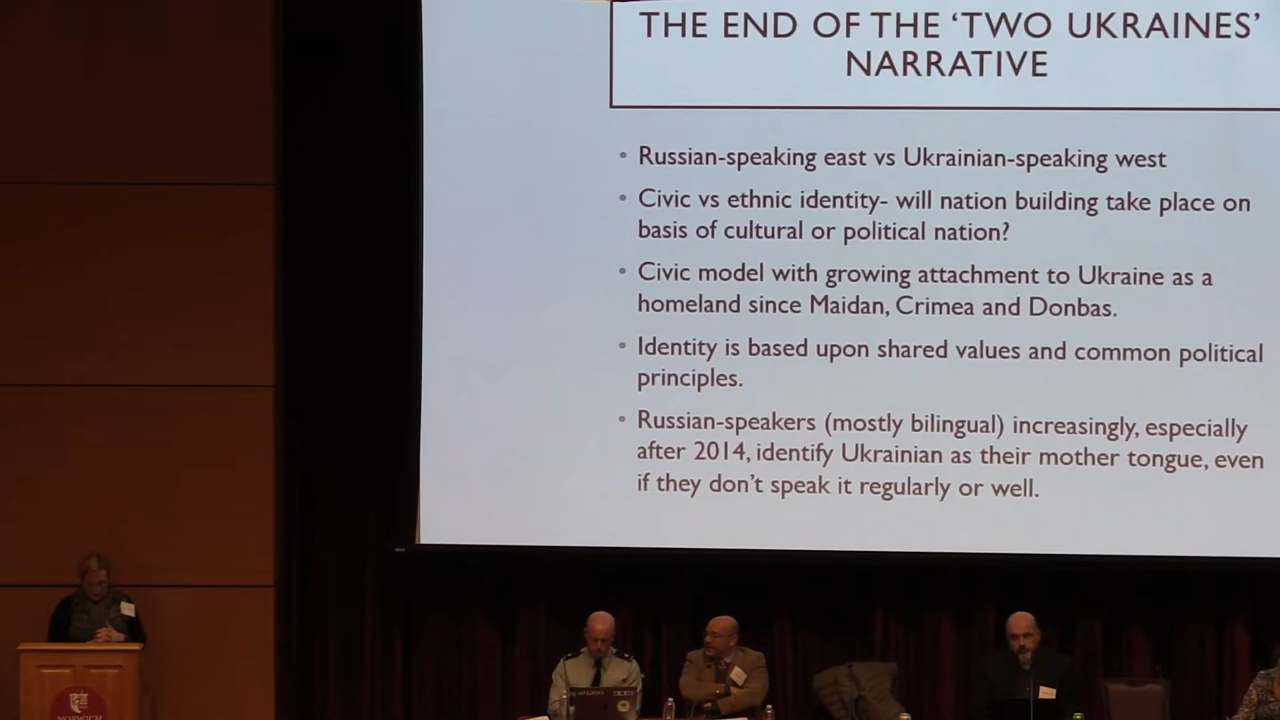 THE END OF THE ‘TWO UKRAINES’
NARRATIVE
• Russian-speaking east vs Ukrainian-speaking west
• Civic vs ethnic identity- will nation building take place on
basis of cultural or political nation?
• Civic model with growing attachment to Ukraine as a
homeland since Maidan, Crimea and Donbas.
• Identity is based upon shared values and common political
principles.
• Russian-speakers (mostly bilingual) increasingly, especially
after 2014, identify Ukrainian as their mother tongue, even
if they don’t speak it regularly or well.
NORWICH